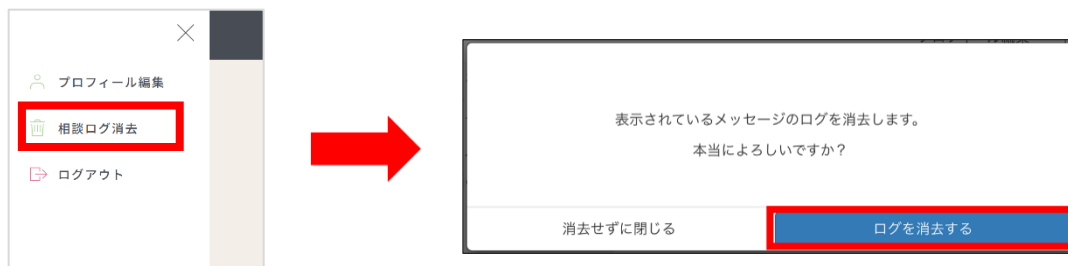 プロフィール編集
相談ログ消去
ログアウト
表示されているメッセージのログを消去します。
本当によろしいですか？
消去せずに閉じる
ログを消去する